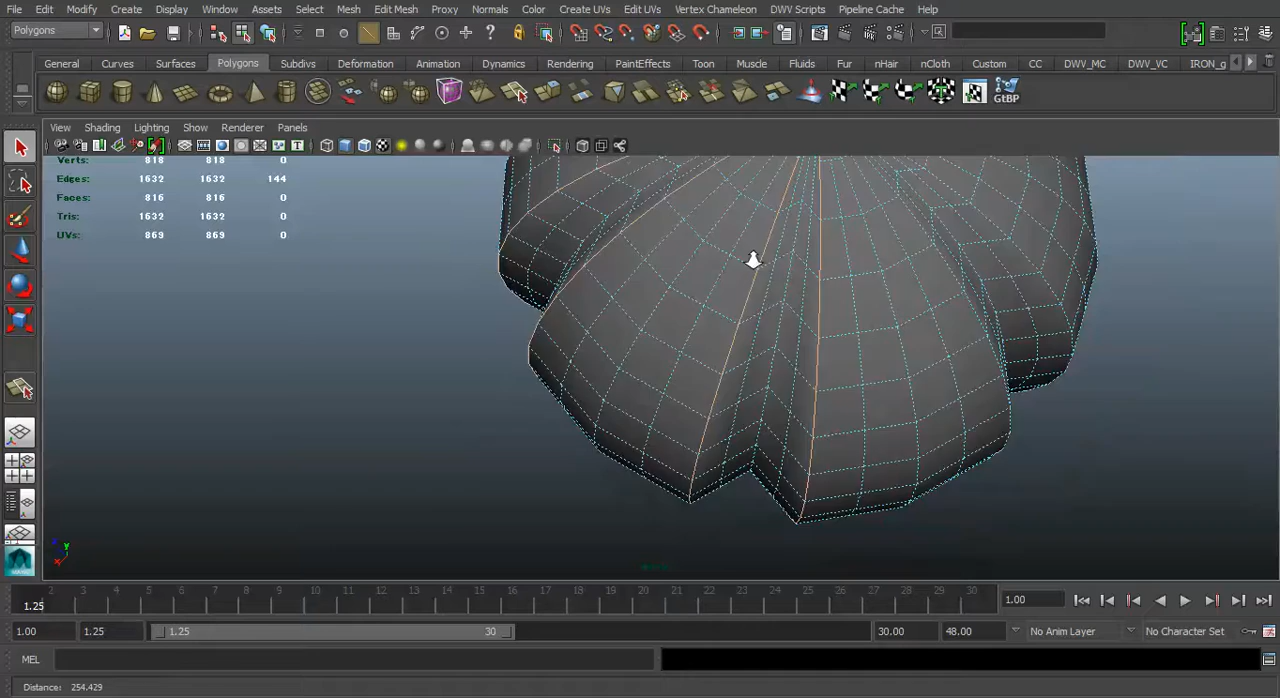 File Edit Modify Create Display Window Assets Select Mesh Edit Mesh Proxy Normals Color Create UVs Edit UVs Vertex Chameleon DWV Scripts Pipeline Cache Help
Polygons
General Curves Surfaces Polygons Subdivs Deformation Animation Dynamics Rendering PaintEffects Toon Muscle Fluids Fur nHair nCloth Custom CC DWV_MC DWV_VC IRON_g
GtBP
View Shading Lighting Show Renderer Panels
Verts: 816 816 0
Edges: 1632 1632 144
Faces: 816 816 0
Tris: 1632 1632 0
UVs: 869 869 0
2 3 4 5 6 7 8 9 10 11 12 13 14 15 16 17 18 19 20 21 22 23 24 25 26 27 28 29 30
1.25 1.00
1.00 1.25 1.25 30 30.00 48.00 No Anim Layer No Character Set
MEL
Distance: 254.429